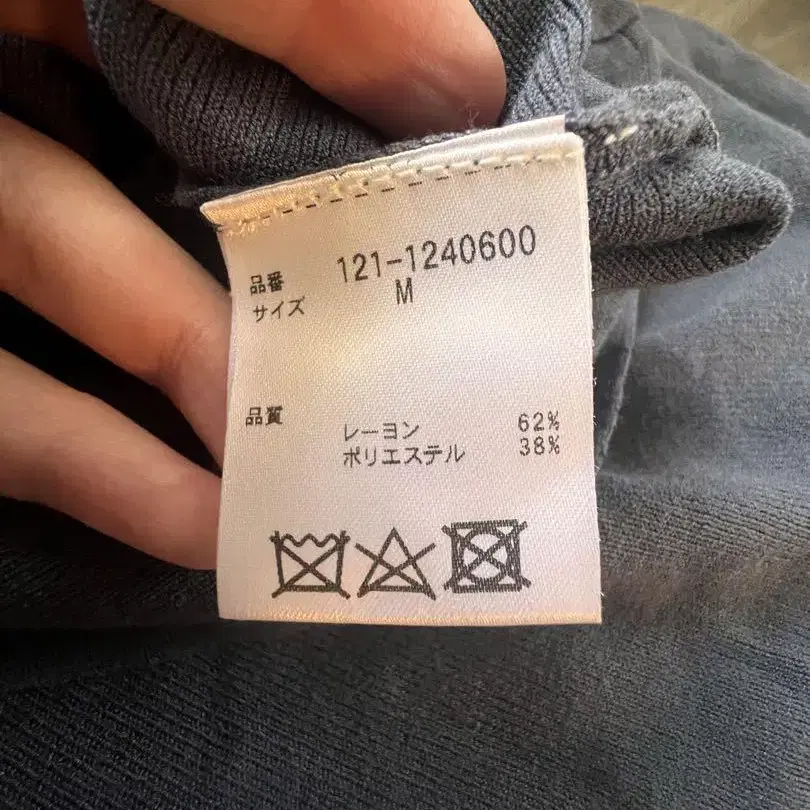 品番 121-1240600
サイズ M
品質
レーヨン 62%
ポリエステル 38%